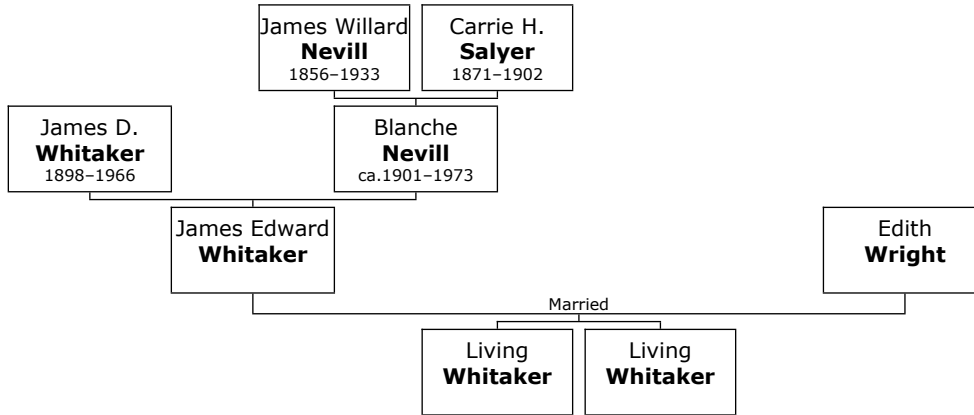 James Willard
Nevill
1856–1933
Carrie H.
Salyer
1871–1902
James D.
Whitaker
1898–1966
Blanche
Nevill
ca.1901–1973
James Edward
Whitaker
Edith
Wright
Married
Living
Whitaker
Living
Whitaker